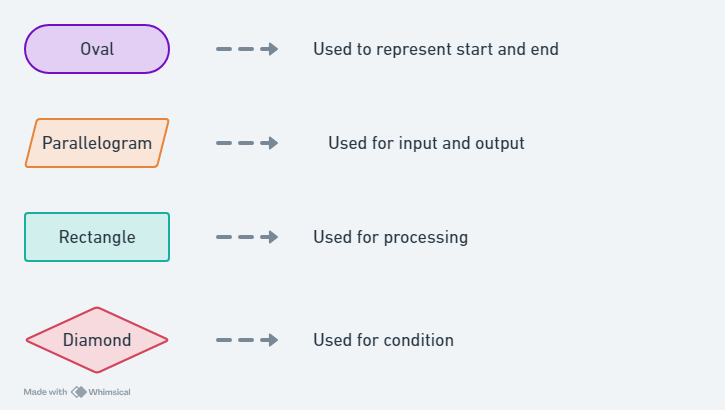 Oval Used to represent start and end
Parallelogram Used for input and output
Rectangle Used for processing
Diamond Used for condition
Made with Whimsical